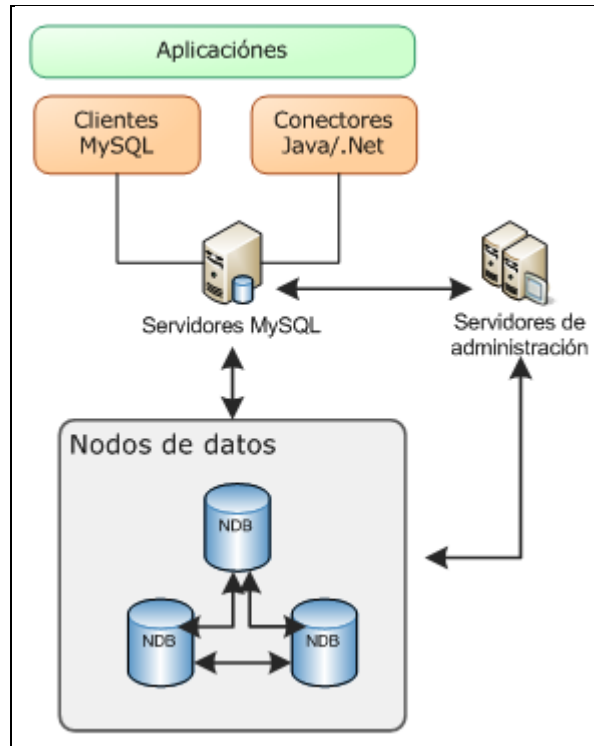 Aplicaciónes
Clientes
MySQL
Conectores
Java/.Net
Servidores MySQL
Servidores de
administración
Nodos de datos
NDB
NDB
NDB